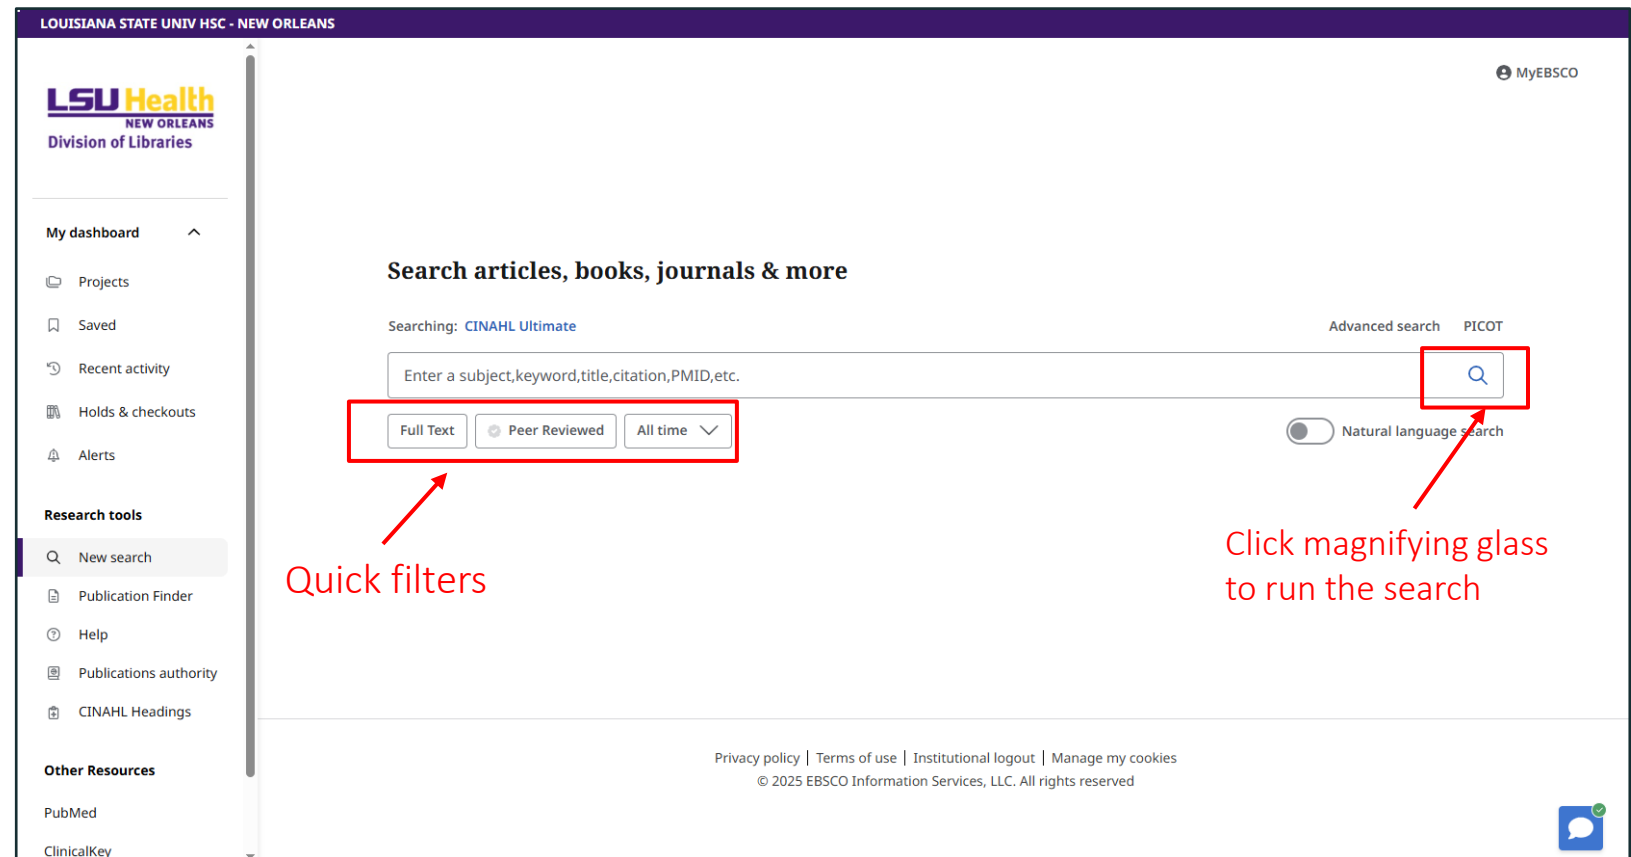 LOUISIANA STATE UNIV HSC - NEW ORLEANS
MyEBSCO
LSU Health
NEW ORLEANS
Division of Libraries
My dashboard
Projects
Saved
Recent activity
Holds & checkouts
Alerts
Research tools
New search
Publication Finder
Help
Publications authority
CINAHL Headings
Other Resources
PubMed
ClinicalKey
Search articles, books, journals & more
Searching: CINAHL Ultimate
Advanced search PICOT
Enter a subject,keyword,title,citation,PMID,etc.
Full Text Peer Reviewed All time
Natural language search
Quick filters
Click magnifying glass
to run the search
Privacy policy | Terms of use | Institutional logout | Manage my cookies
© 2025 EBSCO Information Services, LLC. All rights reserved